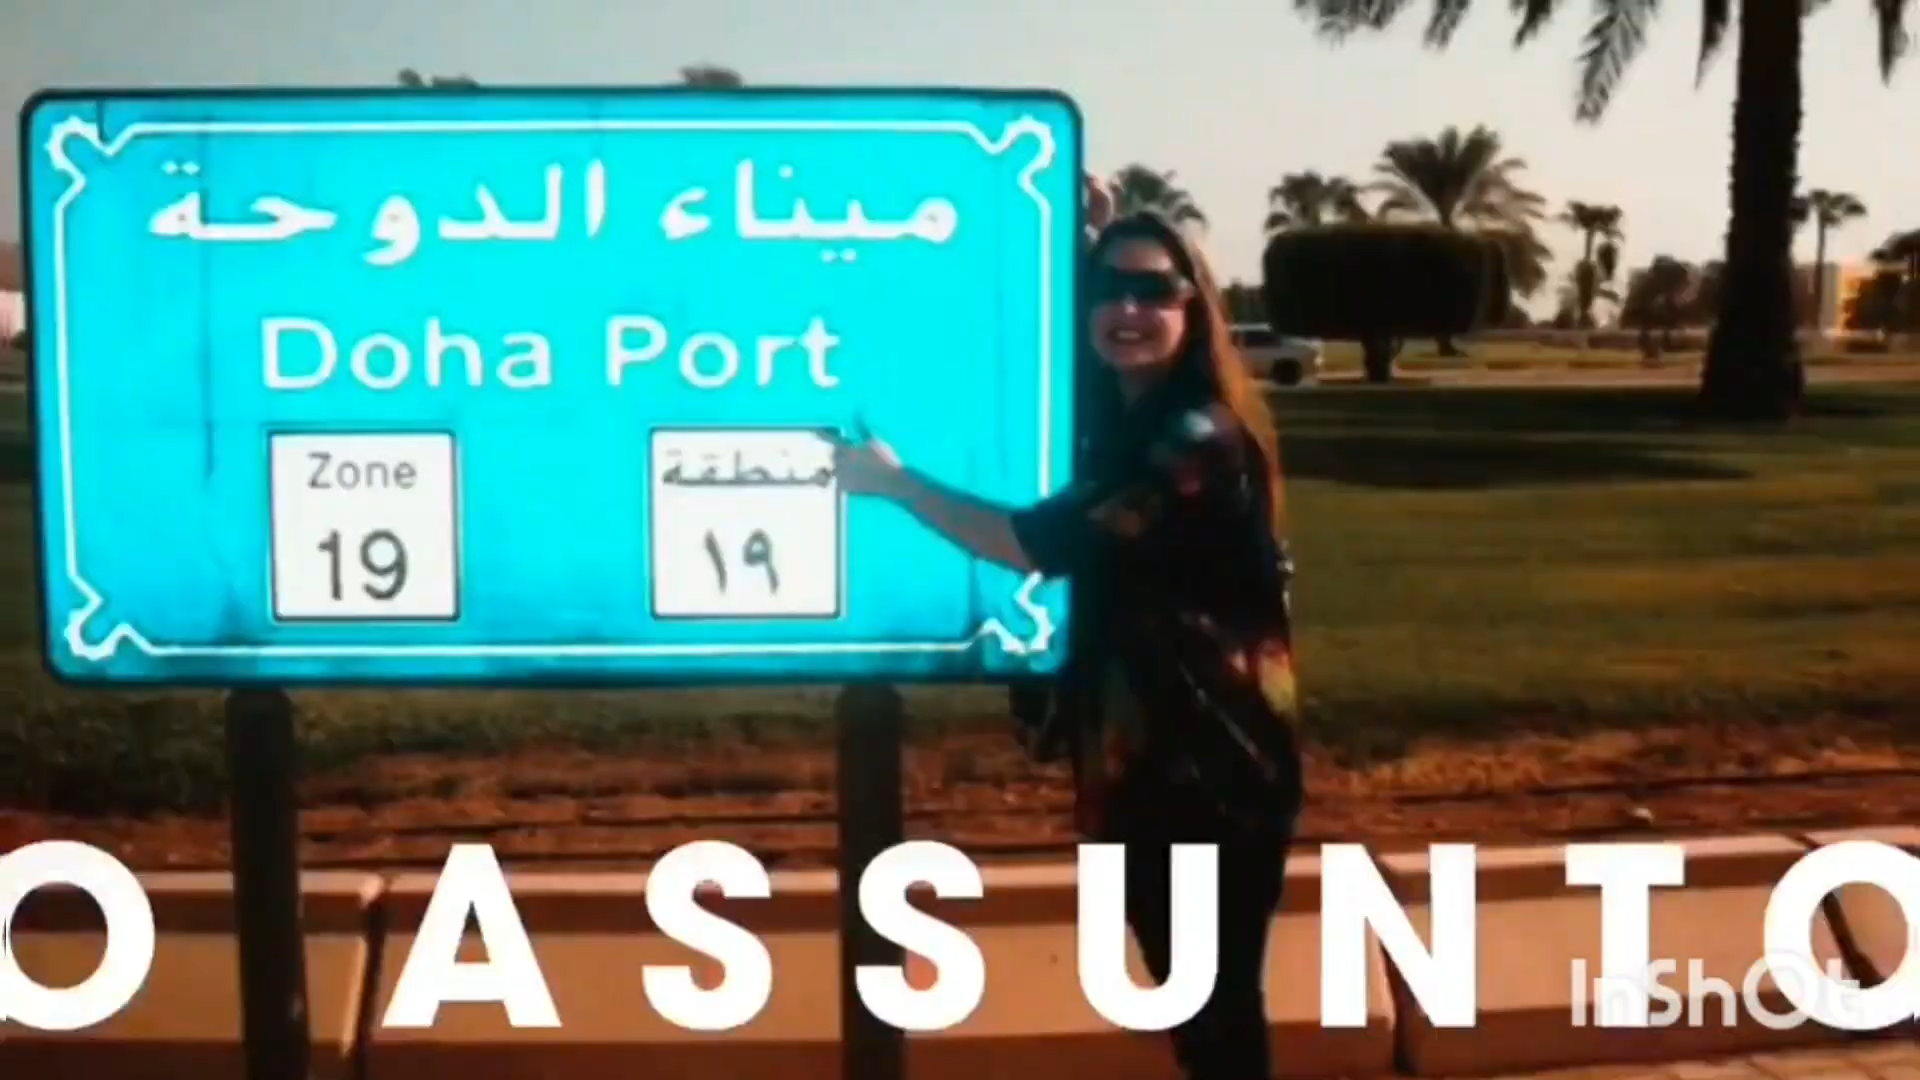 ميناء الدوحة
Doha Port
Zone
19
منطقة
١٩
O ASSUNTO
InShOt